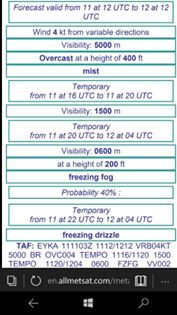 Forecast valid from 11 at 12 UTC to 12 at 12
UTC
Wind 4 kt from variable directions
Visibility: 5000 m
Overcast at a height of 400 ft
mist
Temporary
from 11 at 16 UTC to 11 at 20 UTC
Visibility: 1500 m
Temporary
from 11 at 20 UTC to 12 at 04 UTC
Visibility: 0600 m
at a height of 200 ft
freezing fog
Probability 40% :
Temporary
from 11 at 22 UTC to 12 at 04 UTC
freezing drizzle
TAF: EYKA 111103Z 1112/1212 VRB04KT
5000 BR OVC004 TEMPO 1116/1120 1500
TEMPO 1120/1204 0600 FZFG VV002
en.allmetsat.com/meta